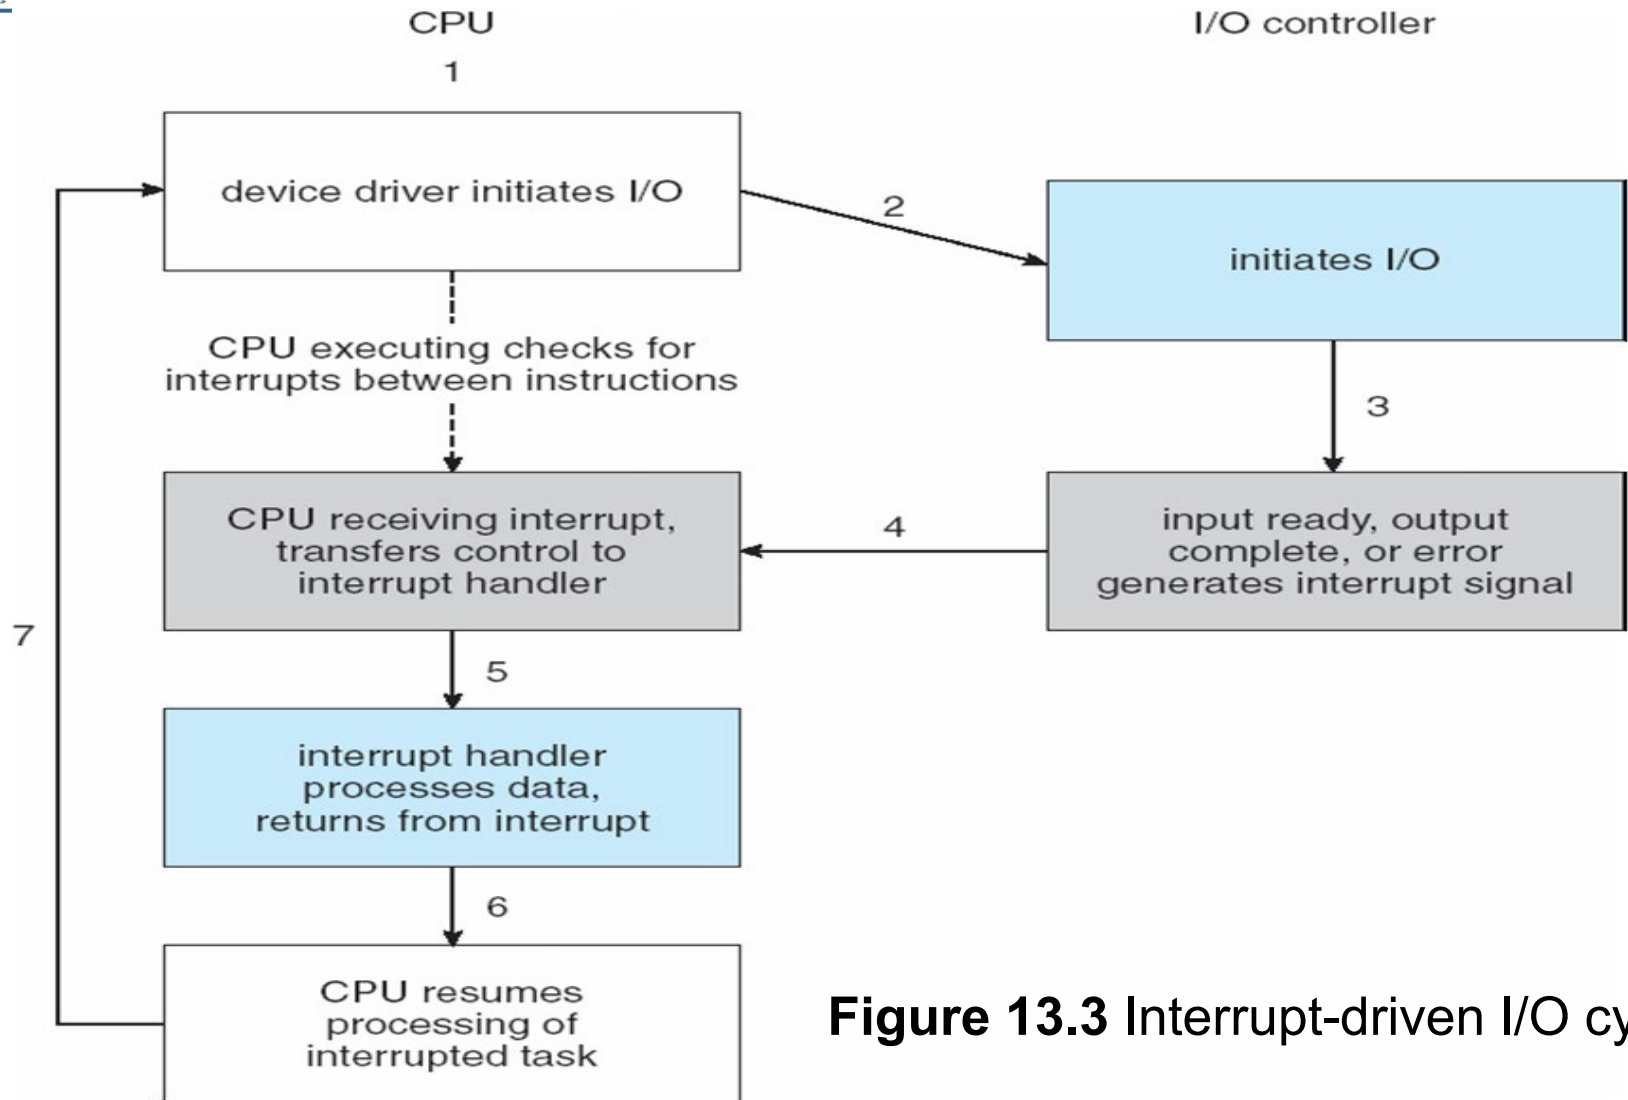 CPU
I/O controller
1
device driver initiates I/O
2
initiates I/O
CPU executing checks for
interrupts between instructions
3
CPU receiving interrupt,
transfers control to
interrupt handler
4
input ready, output
complete, or error
generates interrupt signal
7
5
interrupt handler
processes data,
returns from interrupt
6
CPU resumes
processing of
interrupted task
Figure 13.3 Interrupt-driven I/O cy